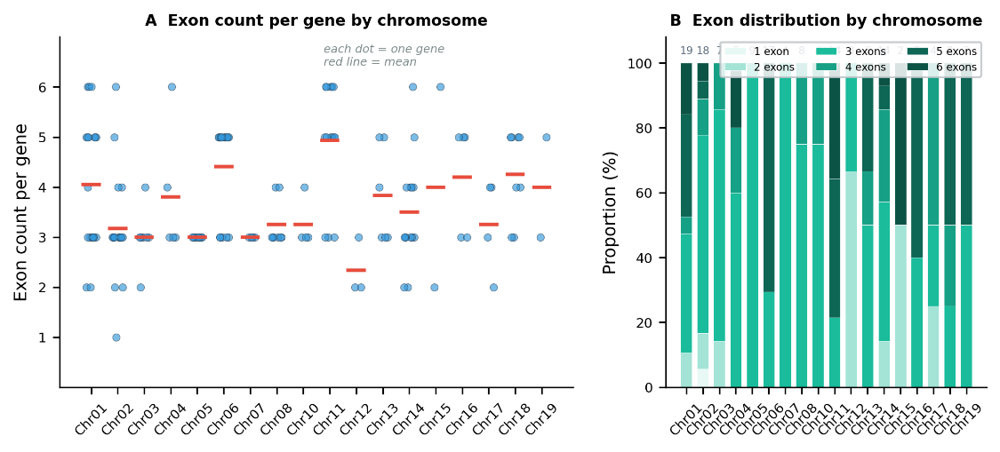 A  Exon count per gene by chromosome
each dot = one gene
red line = mean
Exon count per gene
6
5
4
3
2
1
Chr01
Chr02
Chr03
Chr04
Chr05
Chr06
Chr07
Chr08
Chr10
Chr11
Chr12
Chr13
Chr14
Chr15
Chr16
Chr17
Chr18
Chr19
B  Exon distribution by chromosome
19 18
1 exon
3 exons
5 exons
2 exons
4 exons
6 exons
Proportion (%)
100
80
60
40
20
0
Chr01
Chr02
Chr03
Chr04
Chr05
Chr06
Chr07
Chr08
Chr10
Chr11
Chr12
Chr13
Chr14
Chr15
Chr16
Chr17
Chr18
Chr19